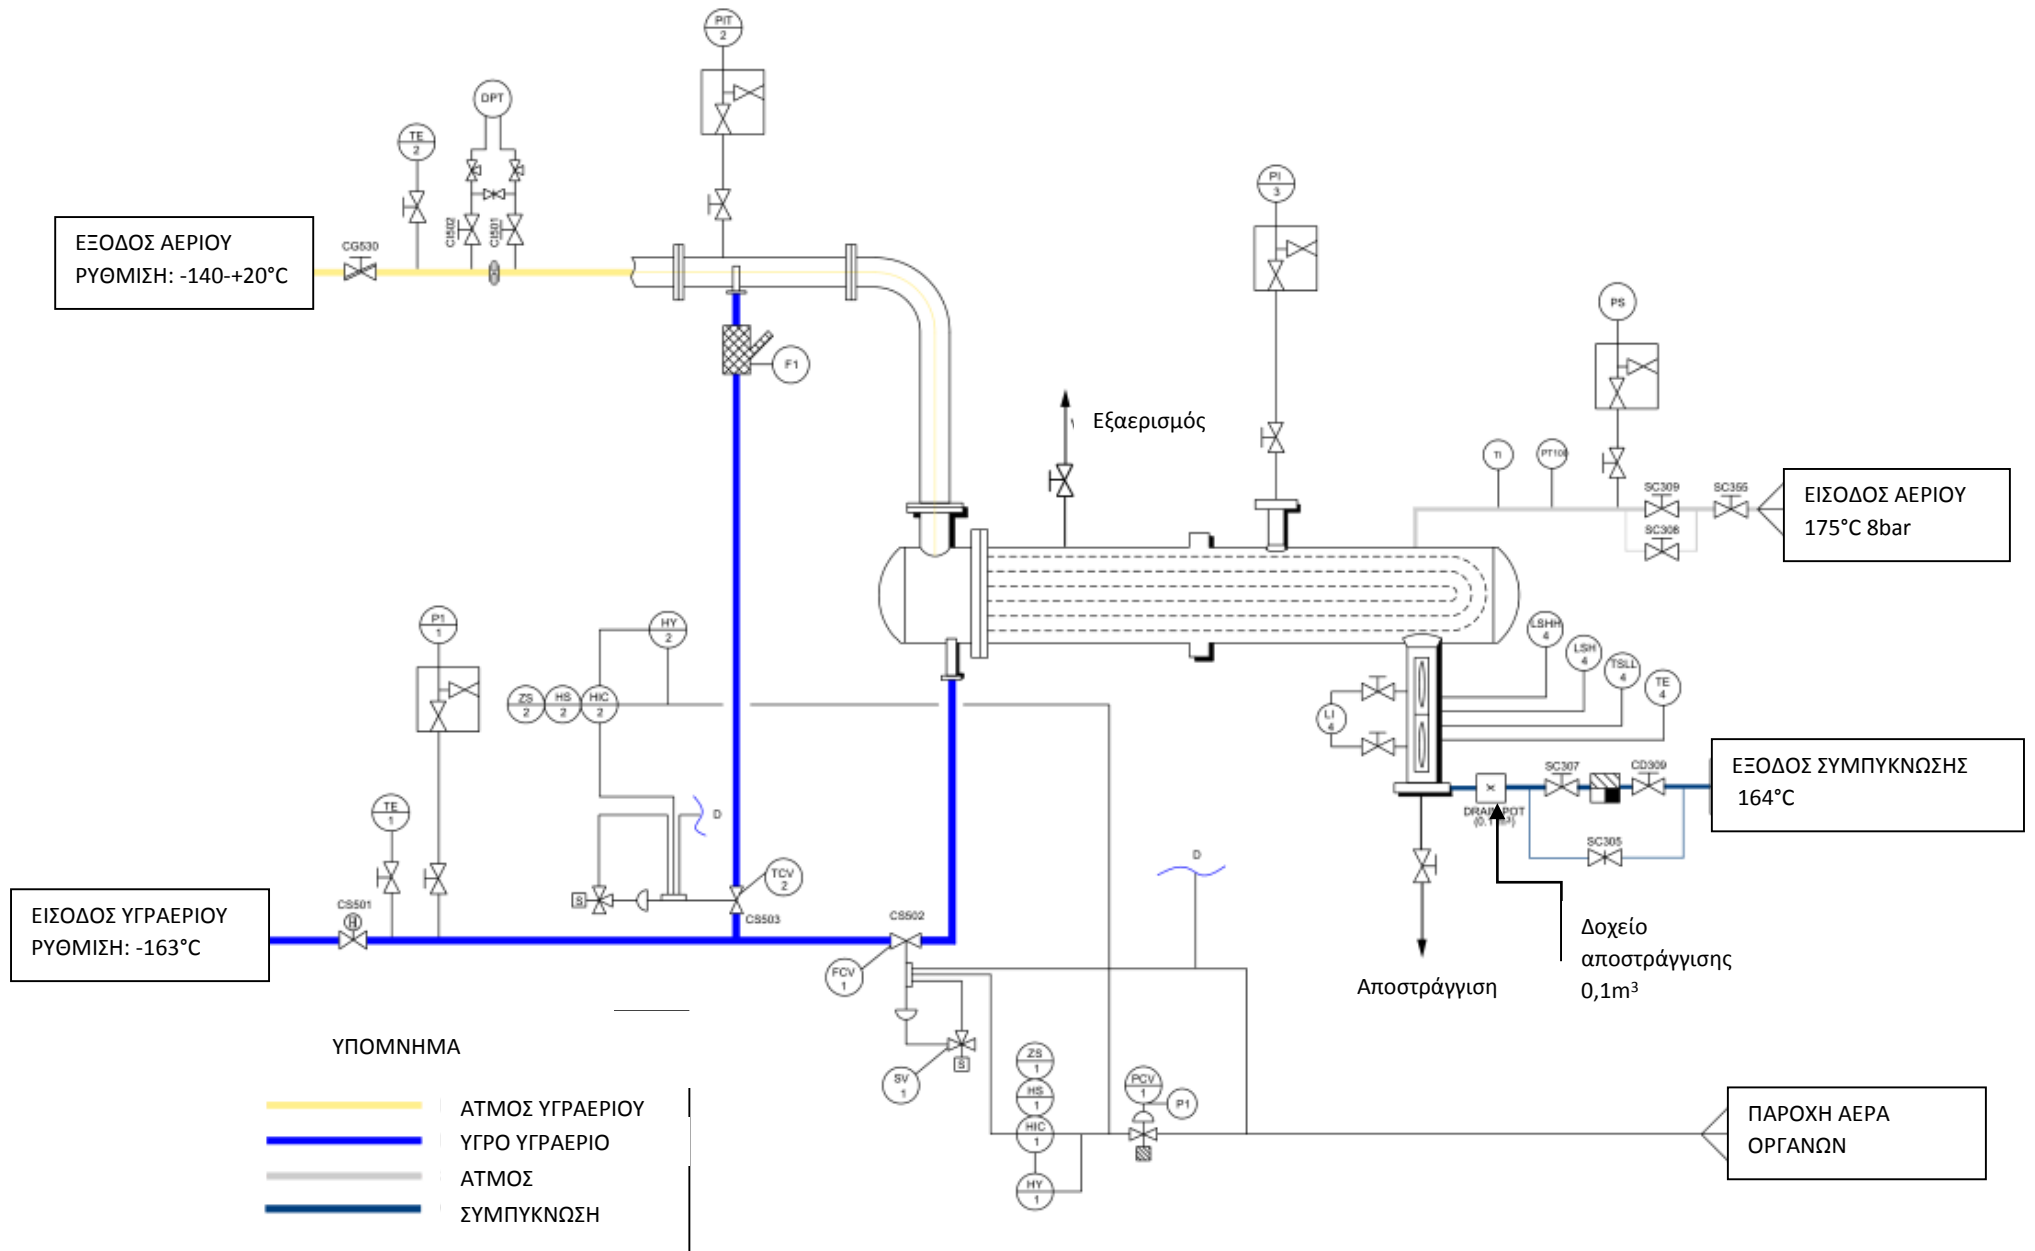 PIT
2
DPT
TE
2
PI
3
CI502
CI501
ΕΞΟΔΟΣ ΑΕΡΙΟΥ
ΡΥΘΜΙΣΗ: -140-+20°C
CG530
PS
F1
Εξαερισμός
TI
PT100
SC309
SC355
SC308
ΕΙΣΟΔΟΣ ΑΕΡΙΟΥ
175°C 8bar
P1
1
HY
2
ZS
2
HS
2
HIC
2
LSHH
4
LSH
4
TSLL
4
TE
4
LI
4
SC307
CD309
ΕΞΟΔΟΣ ΣΥΜΠΥΚΝΩΣΗΣ
164°C
SC305
TE
1
D
TCV
2
CS503
D
ΕΙΣΟΔΟΣ ΥΓΡΑΕΡΙΟΥ
ΡΥΘΜΙΣΗ: -163°C
CS501
S
CS502
FCV
1
Δοχείο
αποστράγγισης
0,1m³
Αποστράγγιση
SV
1
S
ZS
1
HS
1
HIC
1
HY
1
PCV
1
P1
ΠΑΡΟΧΗ ΑΕΡΑ
ΟΡΓΑΝΩΝ
ΥΠΟΜΝΗΜΑ
ΑΤΜΟΣ ΥΓΡΑΕΡΙΟΥ
ΥΓΡΟ ΥΓΡΑΕΡΙΟ
ΑΤΜΟΣ
ΣΥΜΠΥΚΝΩΣΗ